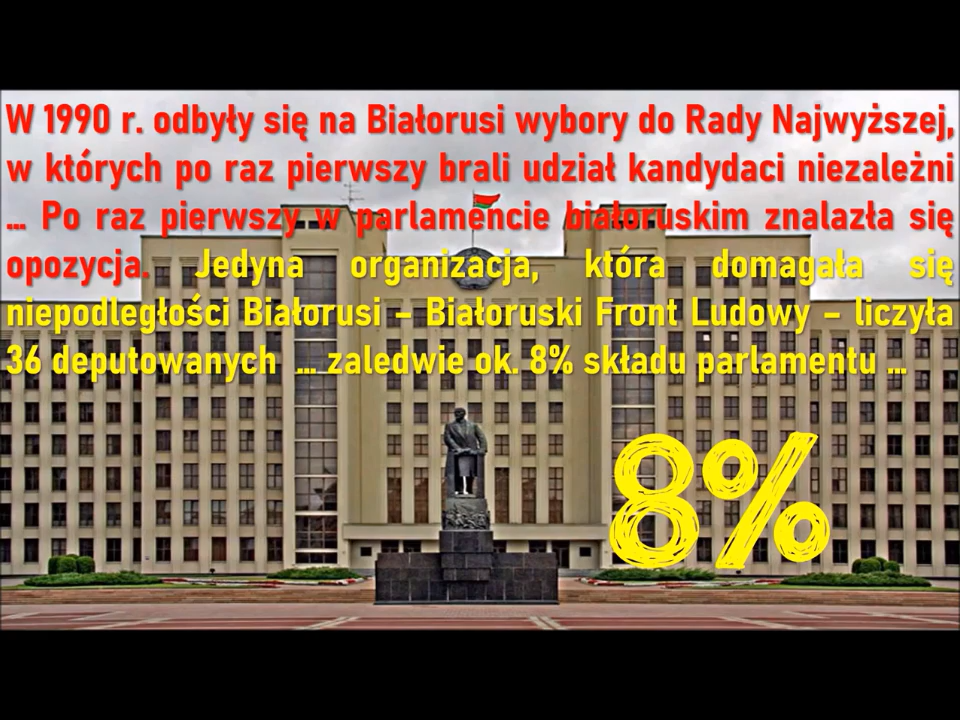 W 1990 r. odbyły się na Białorusi wybory do Rady Najwyższej,
w których po raz pierwszy brali udział kandydaci niezależni
... Po raz pierwszy w parlamencie białoruskim znalazła się
opozycja. Jedyna organizacja, która domagała się
niepodległości Białorusi – Białoruski Front Ludowy – liczyła
36 deputowanych ... zaledwie ok. 8% składu parlamentu ...
8%